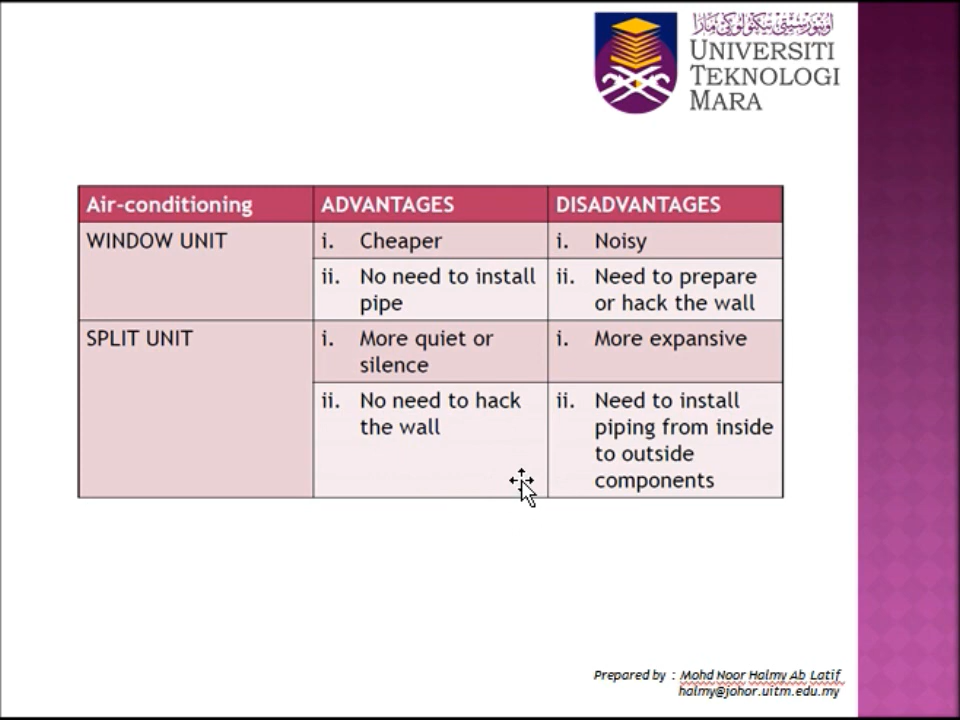 اونيۏرسيتي تيكنولوڬي مارا
UNIVERSITI
TEKNOLOGI
MARA
Air-conditioning ADVANTAGES DISADVANTAGES
WINDOW UNIT i. Cheaper i. Noisy
ii. No need to install ii. Need to prepare
pipe or hack the wall
SPLIT UNIT i. More quiet or i. More expansive
silence
ii. No need to hack ii. Need to install
the wall piping from inside
to outside
components
Prepared by : Mohd Noor Halmy Ab Latif
halmy@johor.uitm.edu.my